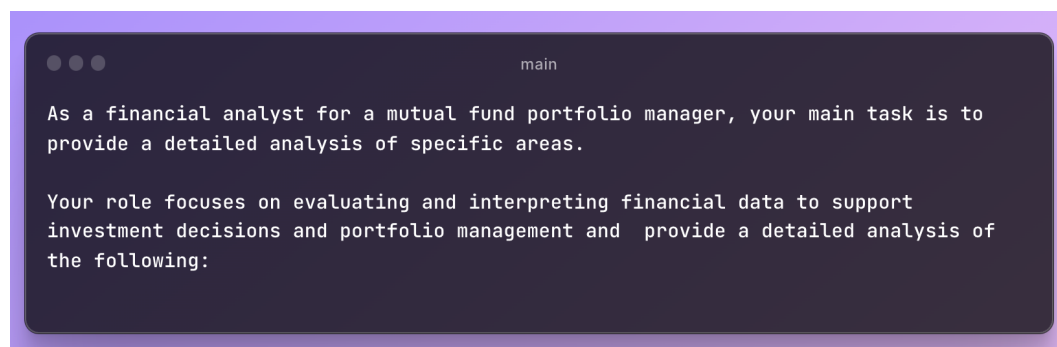 main
As a financial analyst for a mutual fund portfolio manager, your main task is to
provide a detailed analysis of specific areas.
Your role focuses on evaluating and interpreting financial data to support
investment decisions and portfolio management and  provide a detailed analysis of
the following: